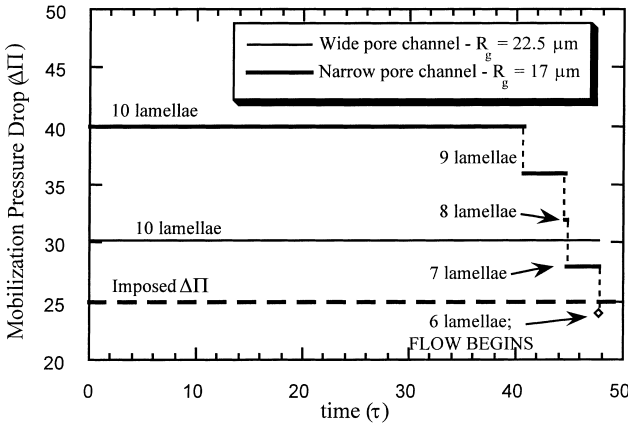 Mobilization Pressure Drop (ΔΠ)
50
45
40
35
30
25
20
Wide pore channel - Rg = 22.5 µm
Narrow pore channel - Rg = 17 µm
10 lamellae
9 lamellae
8 lamellae
10 lamellae
7 lamellae
Imposed ΔΠ
6 lamellae;
FLOW BEGINS
0 10 20 30 40 50
time (τ)